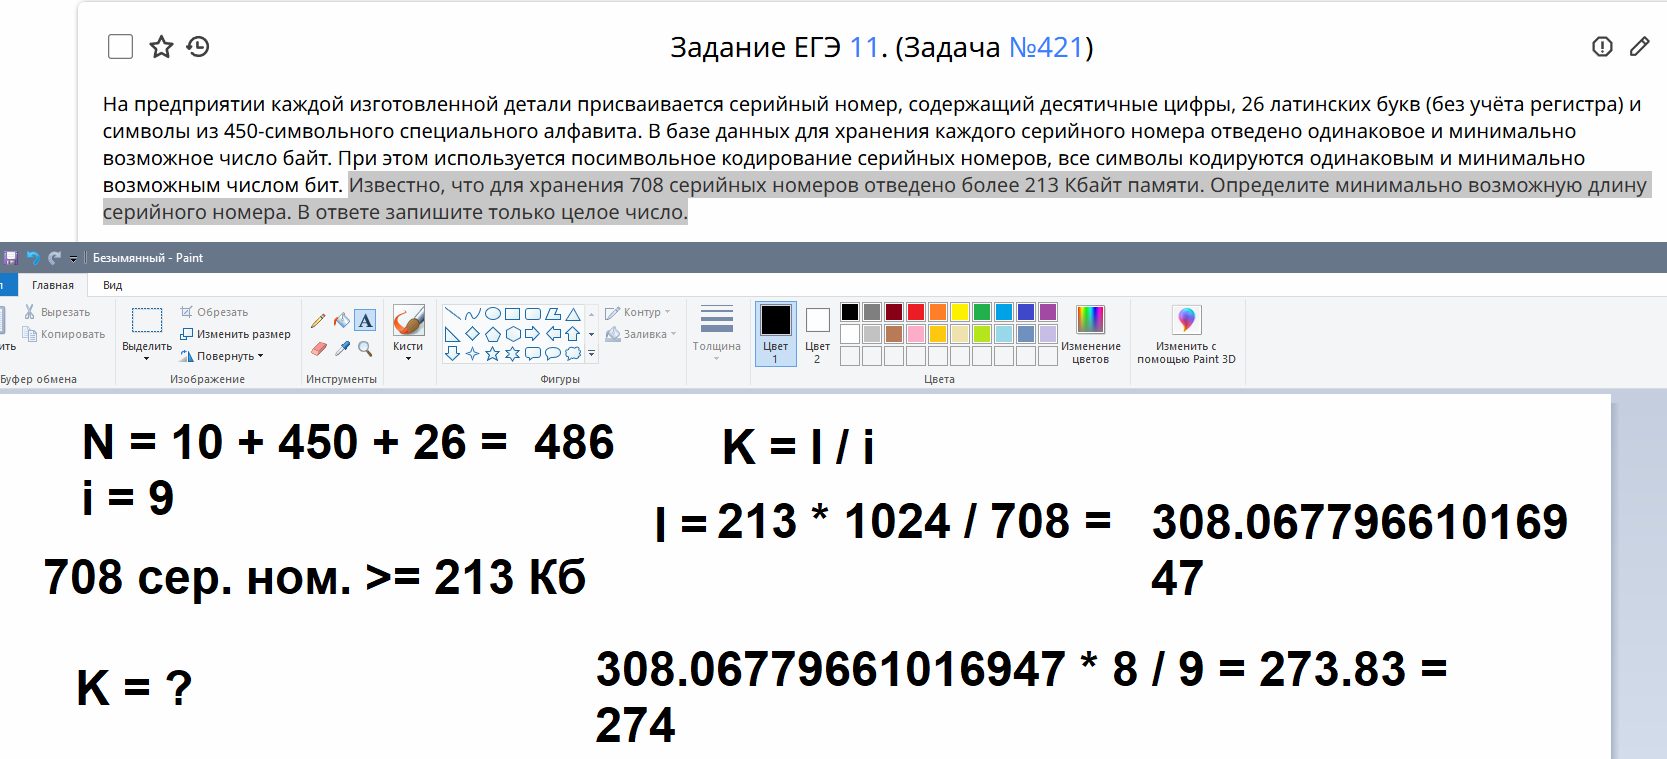 Задание ЕГЭ 11. (Задача №421)
На предприятии каждой изготовленной детали присваивается серийный номер, содержащий десятичные цифры, 26 латинских букв (без учёта регистра) и
символы из 450-символьного специального алфавита. В базе данных для хранения каждого серийного номера отведено одинаковое и минимально
возможное число байт. При этом используется посимвольное кодирование серийных номеров, все символы кодируются одинаковым и минимально
возможным числом бит. Известно, что для хранения 708 серийных номеров отведено более 213 Кбайт памяти. Определите минимально возможную длину
серийного номера. В ответе запишите только целое число.
Безымянный - Paint
Главная
Вид
Вырезать
Копировать
Буфер обмена
Выделить
Обрезать
Изменить размер
Повернуть
Изображение
A
Инструменты
Кисти
Фигуры
Контур
Заливка
Толщина
Цвет
1
Цвет
2
Цвета
Изменение
цветов
Изменить с
помощью Paint 3D
N = 10 + 450 + 26 = 486
i = 9
708 сер. ном. >= 213 Кб
K = ?
K = I / i
I = 213 * 1024 / 708 =
308.067796610169
47
308.06779661016947 * 8 / 9 = 273.83 =
274